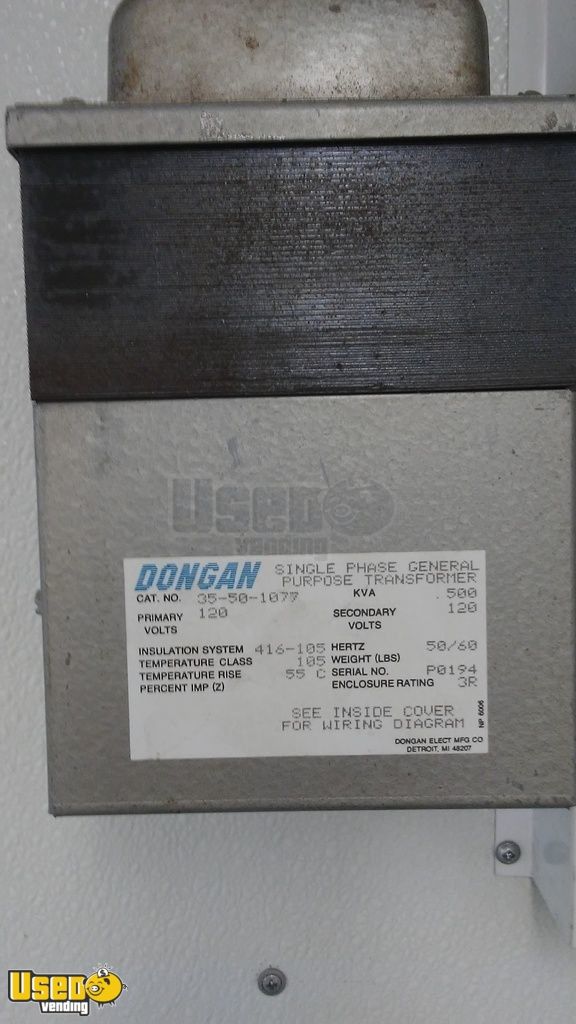 Used
vending
DONGAN SINGLE PHASE GENERAL
PURPOSE TRANSFORMER
CAT. NO. 35-50-1077 KVA .500
PRIMARY 120 SECONDARY 120
VOLTS VOLTS
INSULATION SYSTEM 416-105 HERTZ 50/60
TEMPERATURE CLASS 105 WEIGHT (LBS)
TEMPERATURE RISE 55 C SERIAL NO. P0194
PERCENT IMP (Z) ENCLOSURE RATING 3R
SEE INSIDE COVER
FOR WIRING DIAGRAM
NP 6006
DONGAN ELECT MFG CO
DETROIT, MI 48207
Used
vending